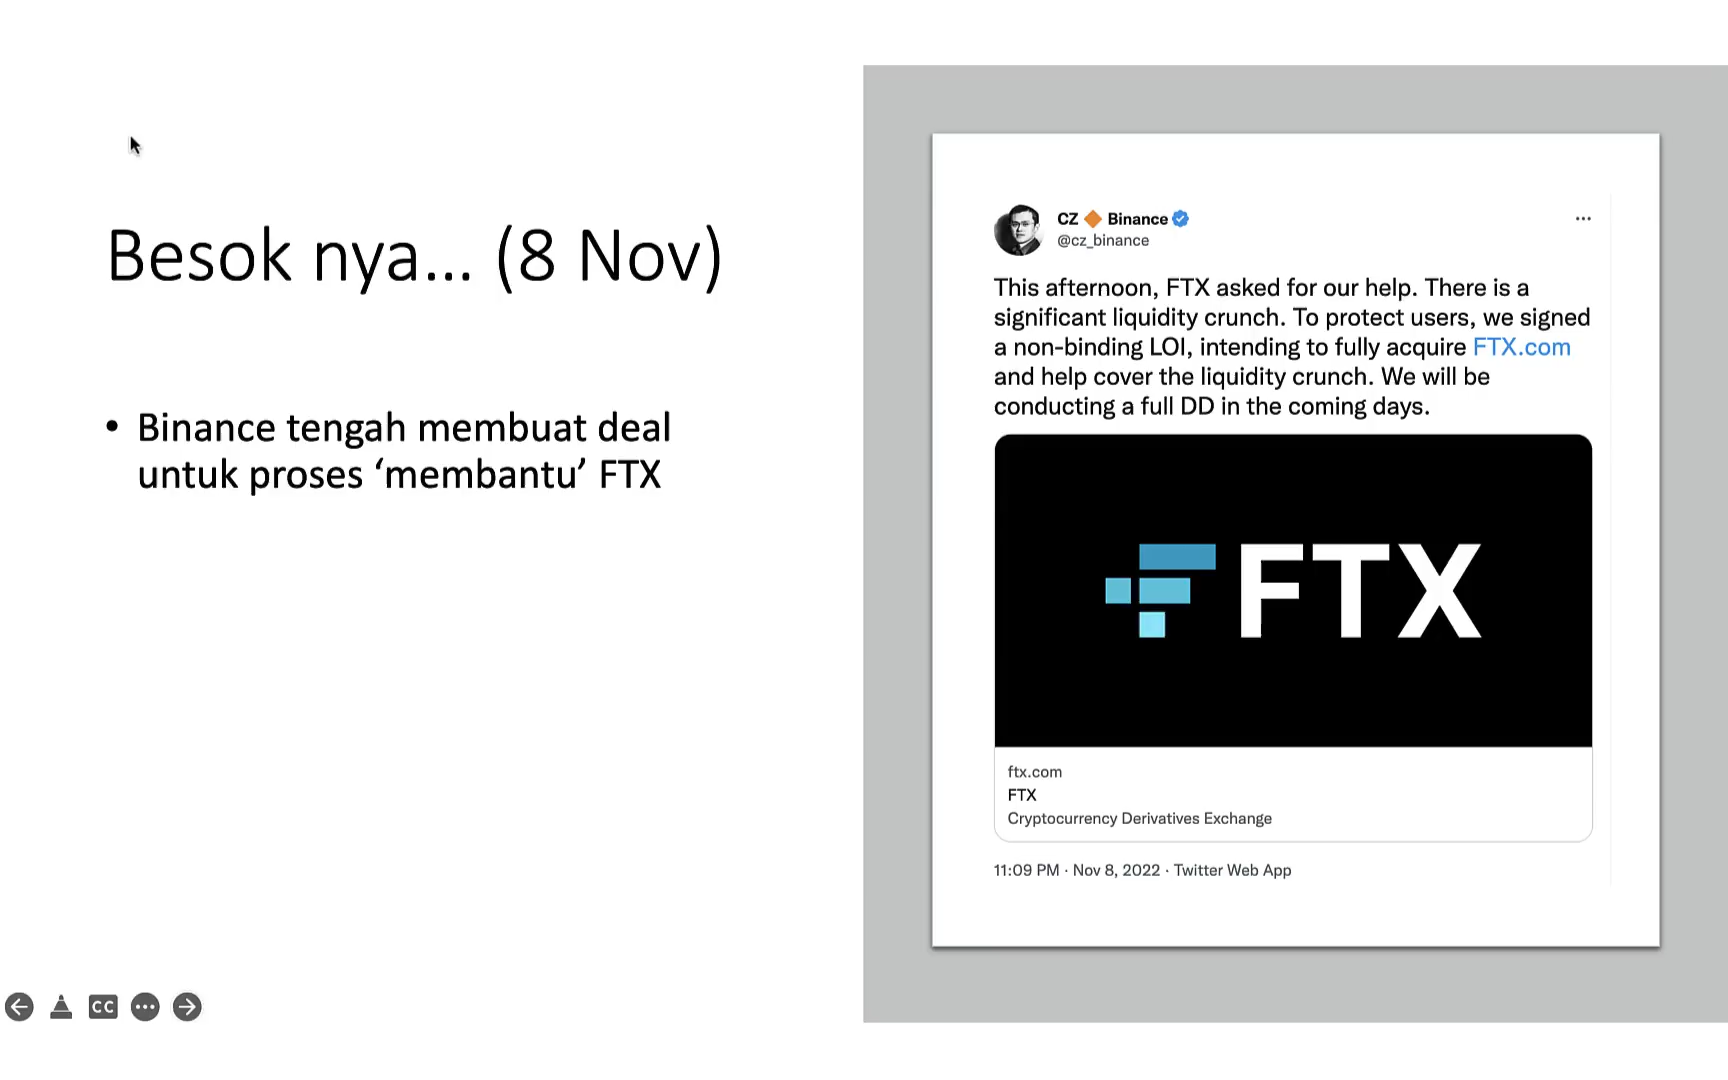 Besok nya... (8 Nov)
• Binance tengah membuat deal
untuk proses ‘membantu’ FTX
CZ 🔶 Binance
@cz_binance
This afternoon, FTX asked for our help. There is a
significant liquidity crunch. To protect users, we signed
a non-binding LOI, intending to fully acquire FTX.com
and help cover the liquidity crunch. We will be
conducting a full DD in the coming days.
FTX
ftx.com
FTX
Cryptocurrency Derivatives Exchange
11:09 PM · Nov 8, 2022 · Twitter Web App
CC